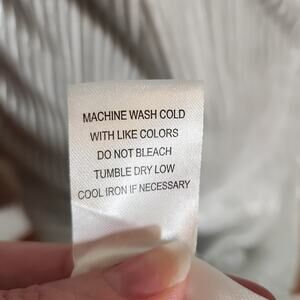 MACHINE WASH COLD
WITH LIKE COLORS
DO NOT BLEACH
TUMBLE DRY LOW
COOL IRON IF NECESSARY